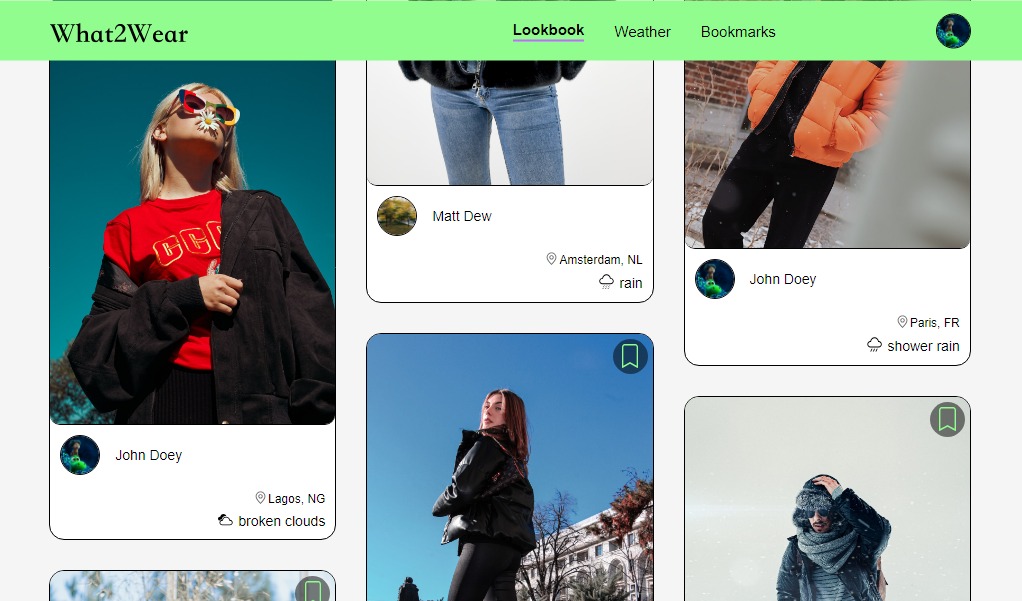 What2Wear
Lookbook
Weather
Bookmarks
CCC
John Doey
Lagos, NG
broken clouds
Matt Dew
Amsterdam, NL
rain
John Doey
Paris, FR
shower rain